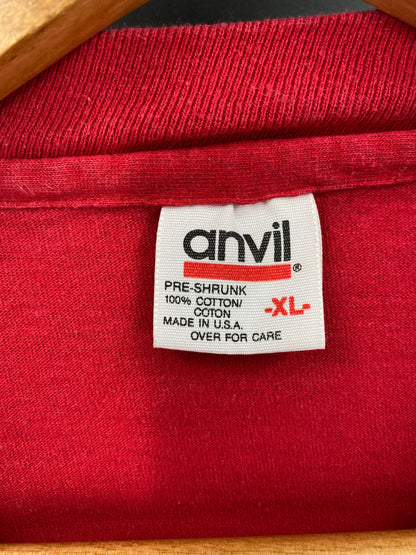 anvil®
PRE-SHRUNK
100% COTTON/
COTON
-XL-
MADE IN U.S.A.
OVER FOR CARE